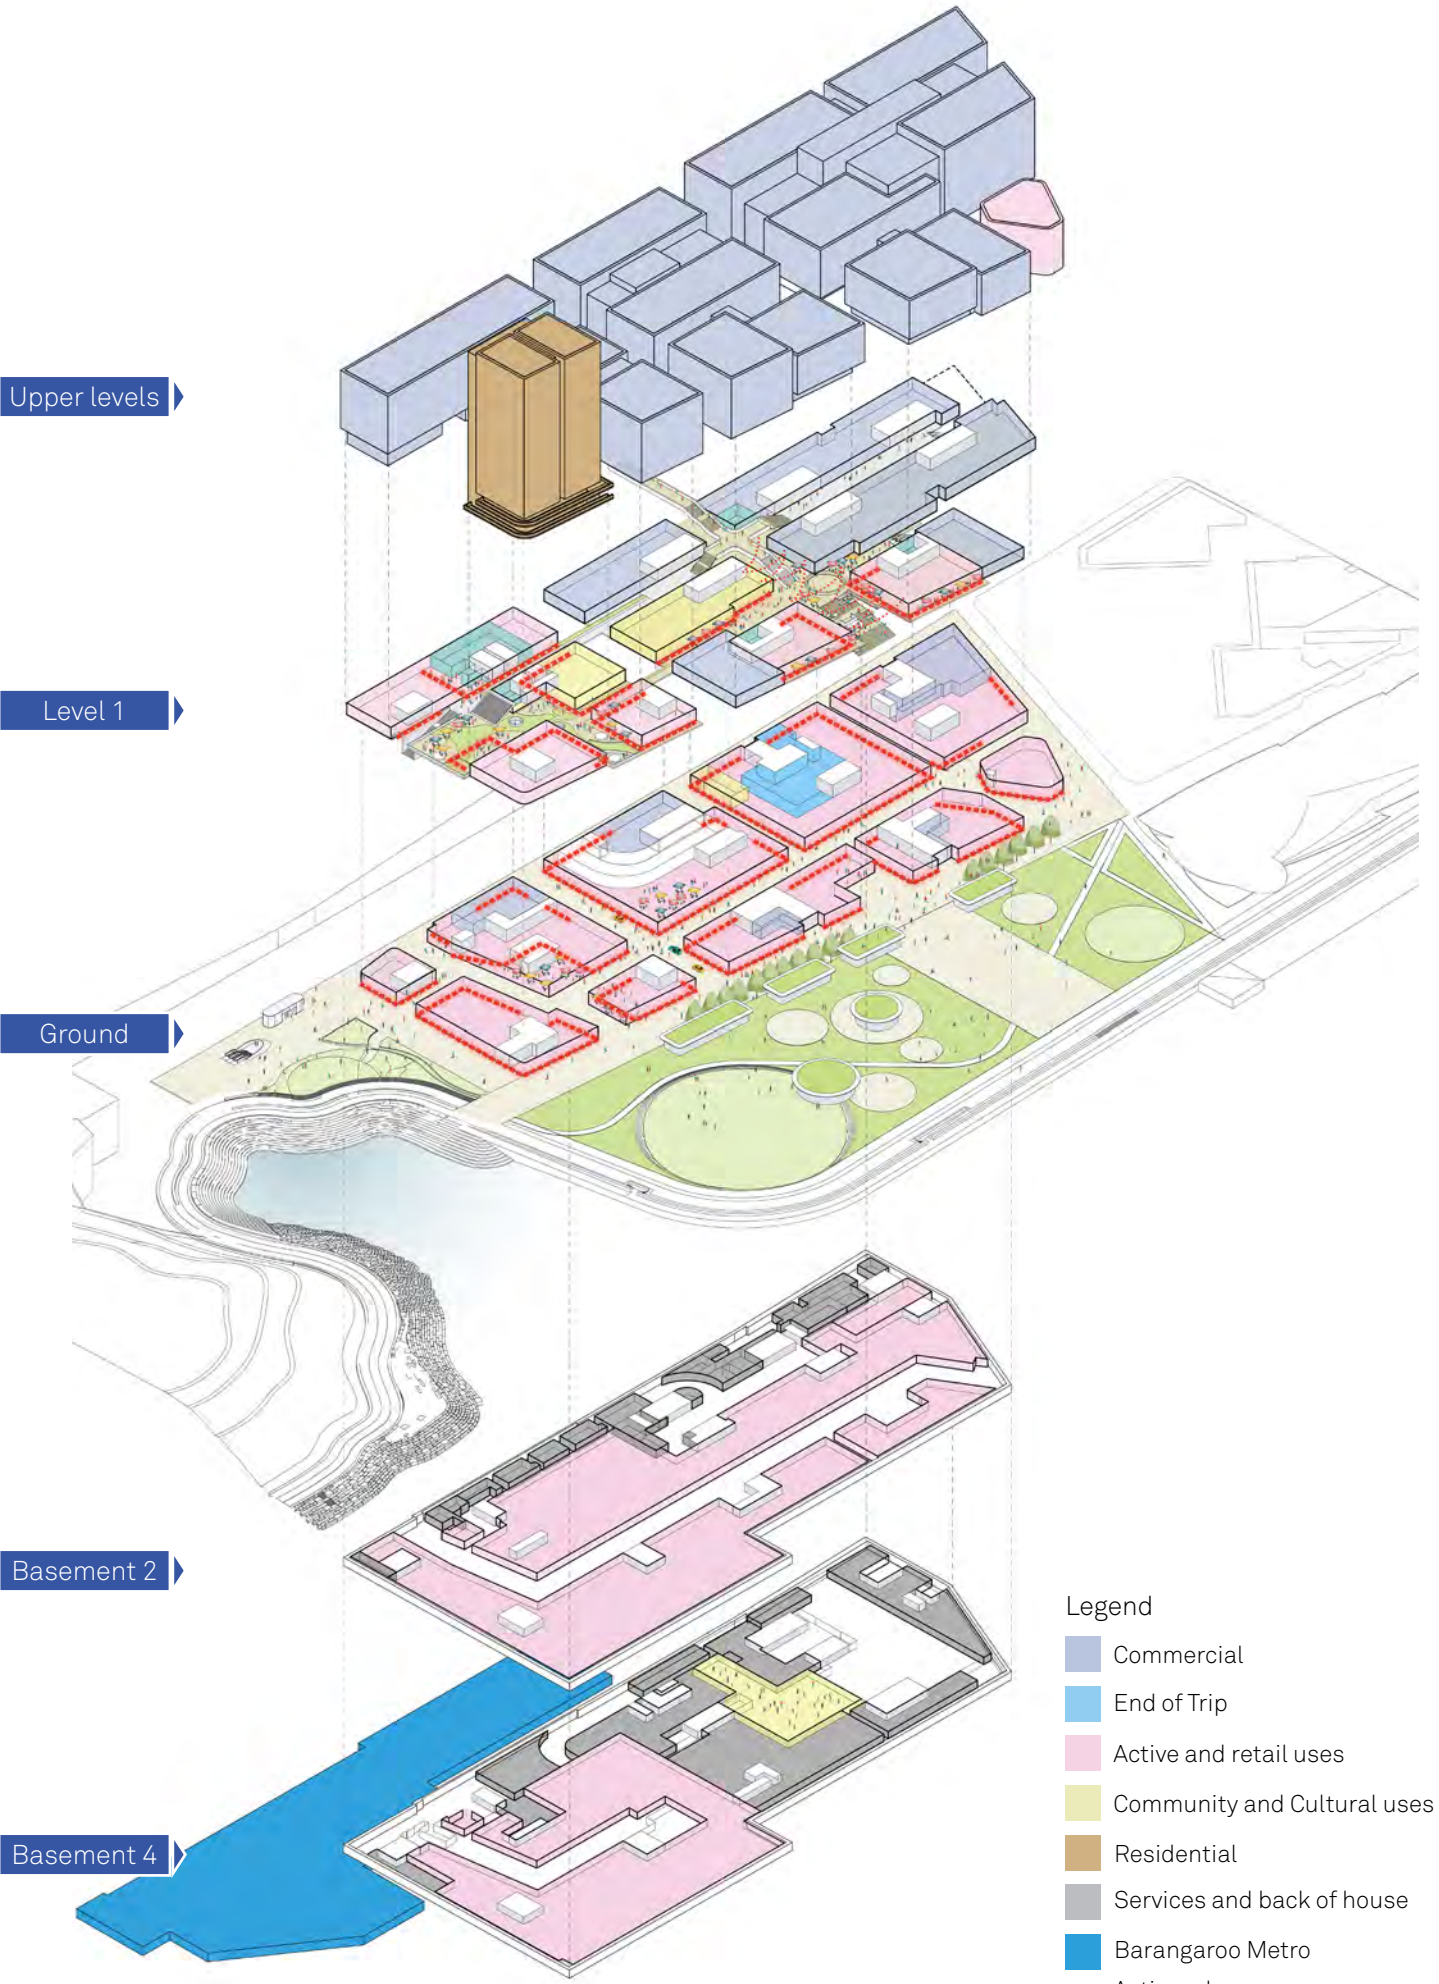 Upper levels
Level 1
Ground
Basement 2
Basement 4
Legend
Commercial
End of Trip
Active and retail uses
Community and Cultural uses
Residential
Services and back of house
Barangaroo Metro